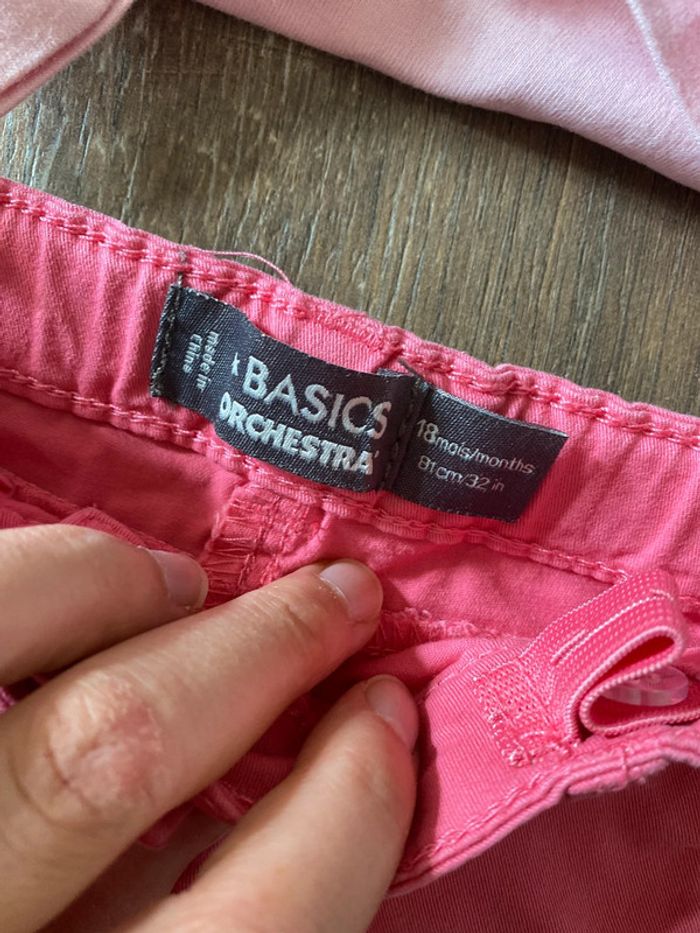 made in
China
BASICS
ORCHESTRA
18 mois/months
81cm/32 in